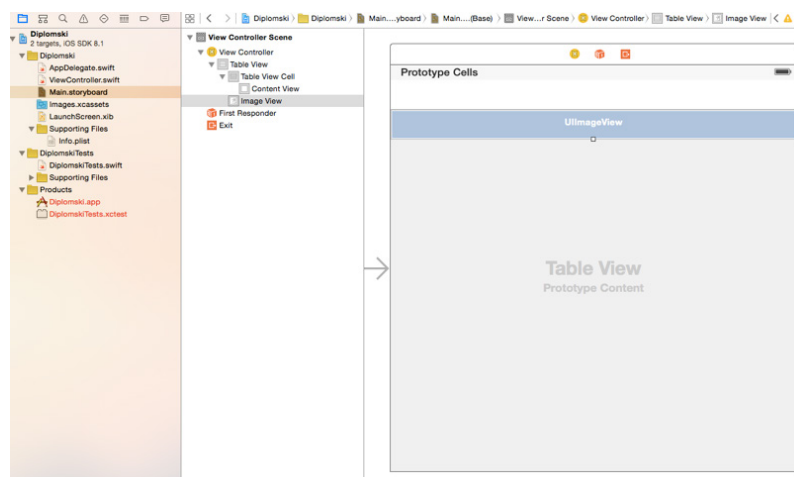 Diplomski › Diplomski › Main....yboard › Main....(Base) › View...r Scene › View Controller › Table View › Image View
Diplomski
2 targets, iOS SDK 8.1
Diplomski
AppDelegate.swift
ViewController.swift
Main.storyboard
Images.xcassets
LaunchScreen.xib
Supporting Files
Info.plist
DiplomskiTests
DiplomskiTests.swift
Supporting Files
Products
Diplomski.app
DiplomskiTests.xctest
View Controller Scene
View Controller
Table View
Table View Cell
Content View
Image View
First Responder
Exit
Prototype Cells
UIImageView
Table View
Prototype Content